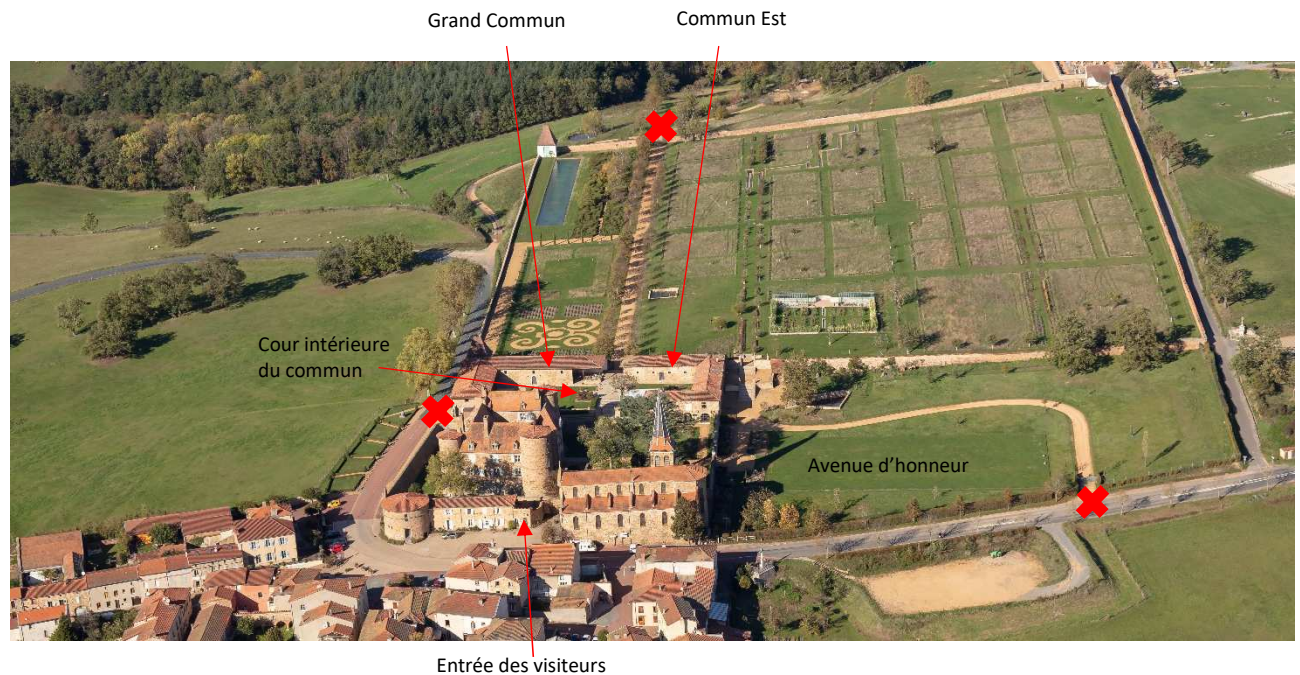 Grand Commun
Commun Est
Cour intérieure
du commun
Avenue d'honneur
Entrée des visiteurs